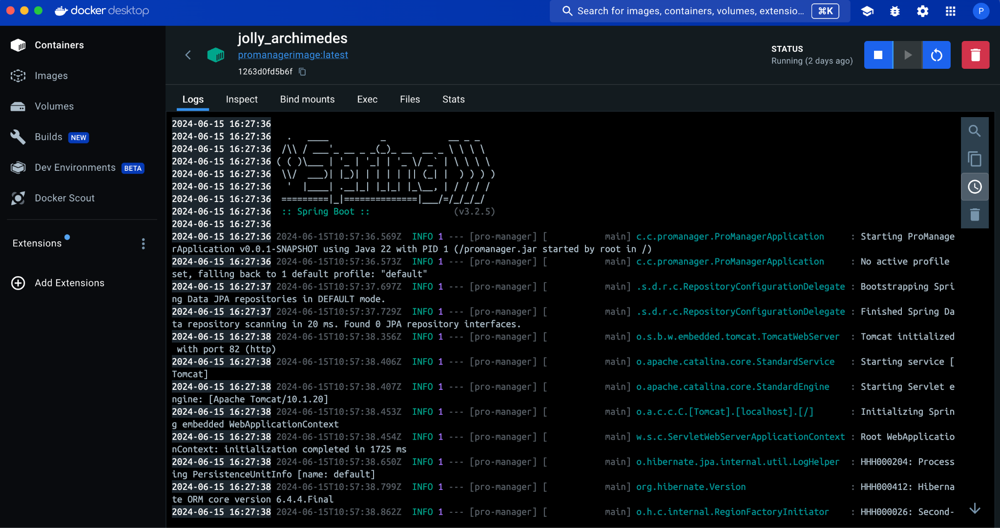 docker desktop
Search for images, containers, volumes, extensio... ⌘K
P
Containers
Images
Volumes
Builds NEW
Dev Environments BETA
Docker Scout
Extensions
Add Extensions
jolly_archimedes
promanagerimage:latest
1263d0fd5b6f
STATUS
Running (2 days ago)
Logs Inspect Bind mounts Exec Files Stats
2024-06-15 16:27:36
2024-06-15 16:27:36   .   ____          _            __ _ _
2024-06-15 16:27:36  /\\ / ___'_ __ _ _(_)_ __  __ _ \ \ \ \
2024-06-15 16:27:36 ( ( )\___ | '_ | '_| | '_ \/ _` | \ \ \ \
2024-06-15 16:27:36  \\/  ___)| |_)| | | | | || (_| |  ) ) ) )
2024-06-15 16:27:36   '  |____| .__|_| |_|_| |_\__, | / / / /
2024-06-15 16:27:36  =========|_|==============|___/=/_/_/_/
2024-06-15 16:27:36  :: Spring Boot ::                (v3.2.5)
2024-06-15 16:27:36
2024-06-15 16:27:36 2024-06-15T10:57:36.569Z  INFO 1 --- [pro-manager] [           main] c.c.promanager.ProManagerApplication     : Starting ProManage
rApplication v0.0.1-SNAPSHOT using Java 22 with PID 1 (/promanager.jar started by root in /)
2024-06-15 16:27:36 2024-06-15T10:57:36.573Z  INFO 1 --- [pro-manager] [           main] c.c.promanager.ProManagerApplication     : No active profile
set, falling back to 1 default profile: "default"
2024-06-15 16:27:37 2024-06-15T10:57:37.697Z  INFO 1 --- [pro-manager] [           main] .s.d.r.c.RepositoryConfigurationDelegate : Bootstrapping Spri
ng Data JPA repositories in DEFAULT mode.
2024-06-15 16:27:37 2024-06-15T10:57:37.729Z  INFO 1 --- [pro-manager] [           main] .s.d.r.c.RepositoryConfigurationDelegate : Finished Spring Da
ta repository scanning in 20 ms. Found 0 JPA repository interfaces.
2024-06-15 16:27:38 2024-06-15T10:57:38.356Z  INFO 1 --- [pro-manager] [           main] o.s.b.w.embedded.tomcat.TomcatWebServer  : Tomcat initialized
 with port 82 (http)
2024-06-15 16:27:38 2024-06-15T10:57:38.406Z  INFO 1 --- [pro-manager] [           main] o.apache.catalina.core.StandardService   : Starting service [
Tomcat]
2024-06-15 16:27:38 2024-06-15T10:57:38.407Z  INFO 1 --- [pro-manager] [           main] o.apache.catalina.core.StandardEngine    : Starting Servlet e
ngine: [Apache Tomcat/10.1.20]
2024-06-15 16:27:38 2024-06-15T10:57:38.453Z  INFO 1 --- [pro-manager] [           main] o.a.c.c.C.[Tomcat].[localhost].[/]       : Initializing Sprin
g embedded WebApplicationContext
2024-06-15 16:27:38 2024-06-15T10:57:38.454Z  INFO 1 --- [pro-manager] [           main] w.s.c.ServletWebServerApplicationContext : Root WebApplicatio
nContext: initialization completed in 1725 ms
2024-06-15 16:27:38 2024-06-15T10:57:38.650Z  INFO 1 --- [pro-manager] [           main] o.hibernate.jpa.internal.util.LogHelper  : HHH000204: Process
ing PersistenceUnitInfo [name: default]
2024-06-15 16:27:38 2024-06-15T10:57:38.799Z  INFO 1 --- [pro-manager] [           main] org.hibernate.Version                    : HHH000412: Hiberna
te ORM core version 6.4.4.Final
2024-06-15 16:27:38 2024-06-15T10:57:38.862Z  INFO 1 --- [pro-manager] [           main] o.h.c.internal.RegionFactoryInitiator    : HHH000026: Second-